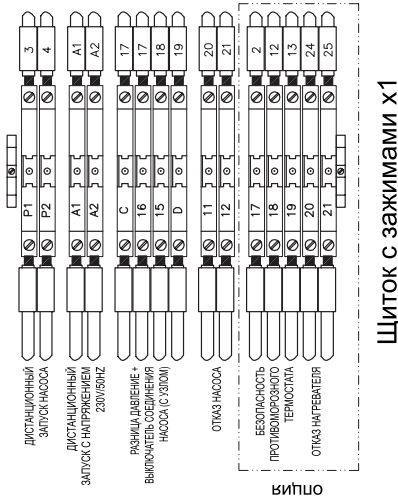 3 4 A1 A2 17 17 18 19 20 21 2 12 13 24 25
P1 P2 A1 A2 C 16 15 D 11 12 17 18 19 20 21
ДИСТАНЦИОННЫЙ
ЗАПУСК НАСОСА
ДИСТАНЦИОННЫЙ
ЗАПУСК С НАПРЯЖЕНИЕМ
230V/50HZ
РАЗНИЦА ДАВЛЕНИЕ +
ВЫКЛЮЧАТЕЛЬ СОЕДИНЕНИЯ
НАСОСА (С УЗЛОМ)
ОТКАЗ НАСОСА
БЕЗОПАСНОСТЬ
ПРОТИВОМОРОЗНОГО
ТЕРМОСТАТА
ОТКАЗ НАГРЕВАТЕЛЯ
ОПЦИЯ
Щиток с зажимами x1